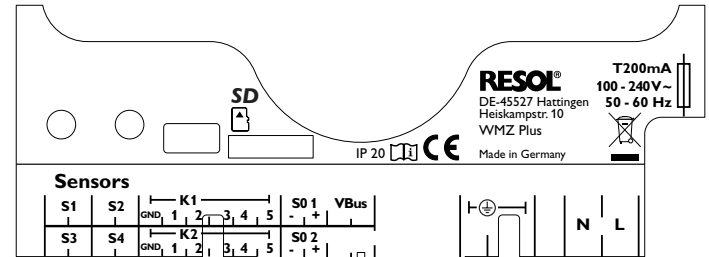 SD
RESOL®
DE-45527 Hattingen
Heiskampstr. 10
WMZ Plus
Made in Germany
T200mA
100 - 240 V~
50 - 60 Hz
IP 20 i CE
Sensors
S1 S2 K1 S0 1 VBus
GND 1 2 3 4 5 - +
S3 S4 K2 S0 2
GND 1 2 3 4 5 - +
N L